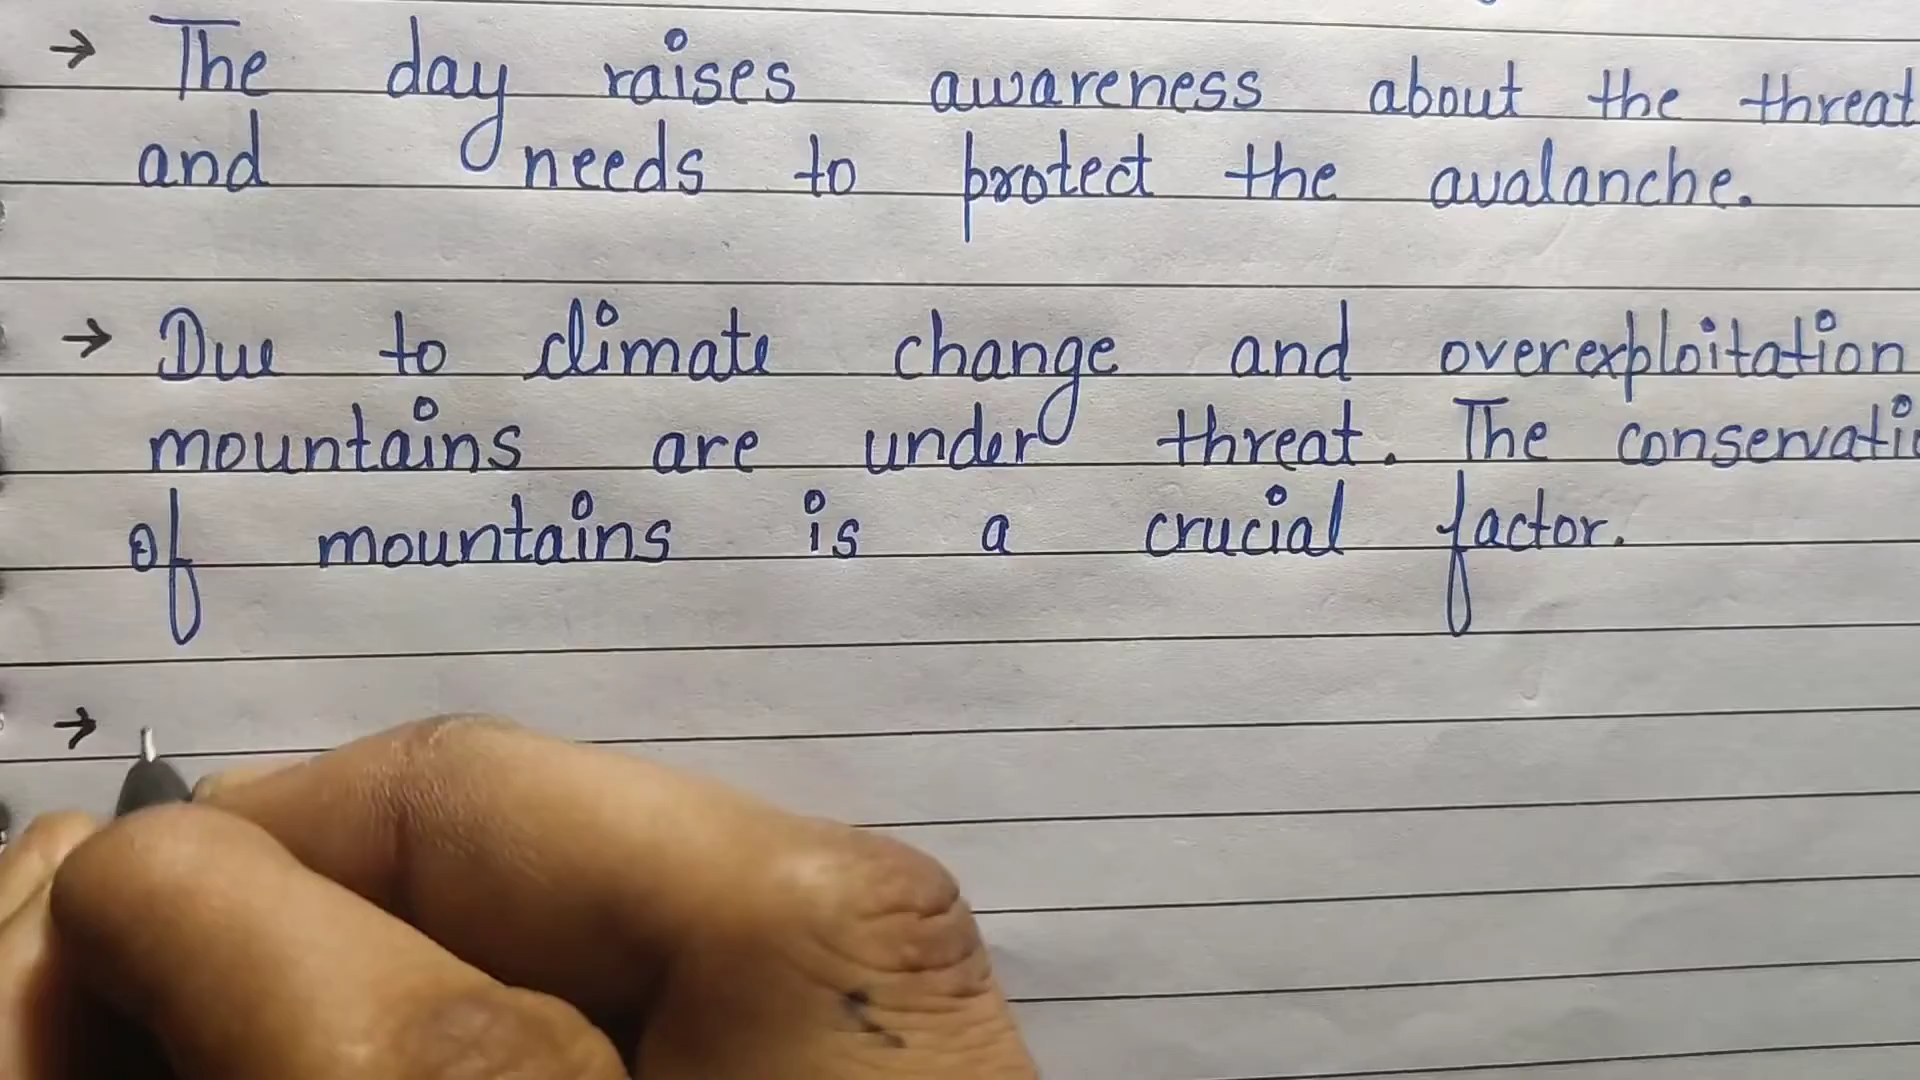 → The day raises awareness about the threat
and needs to protect the avalanche.
→ Due to climate change and overexploitation
mountains are under threat. The conservati
of mountains is a crucial factor.
→